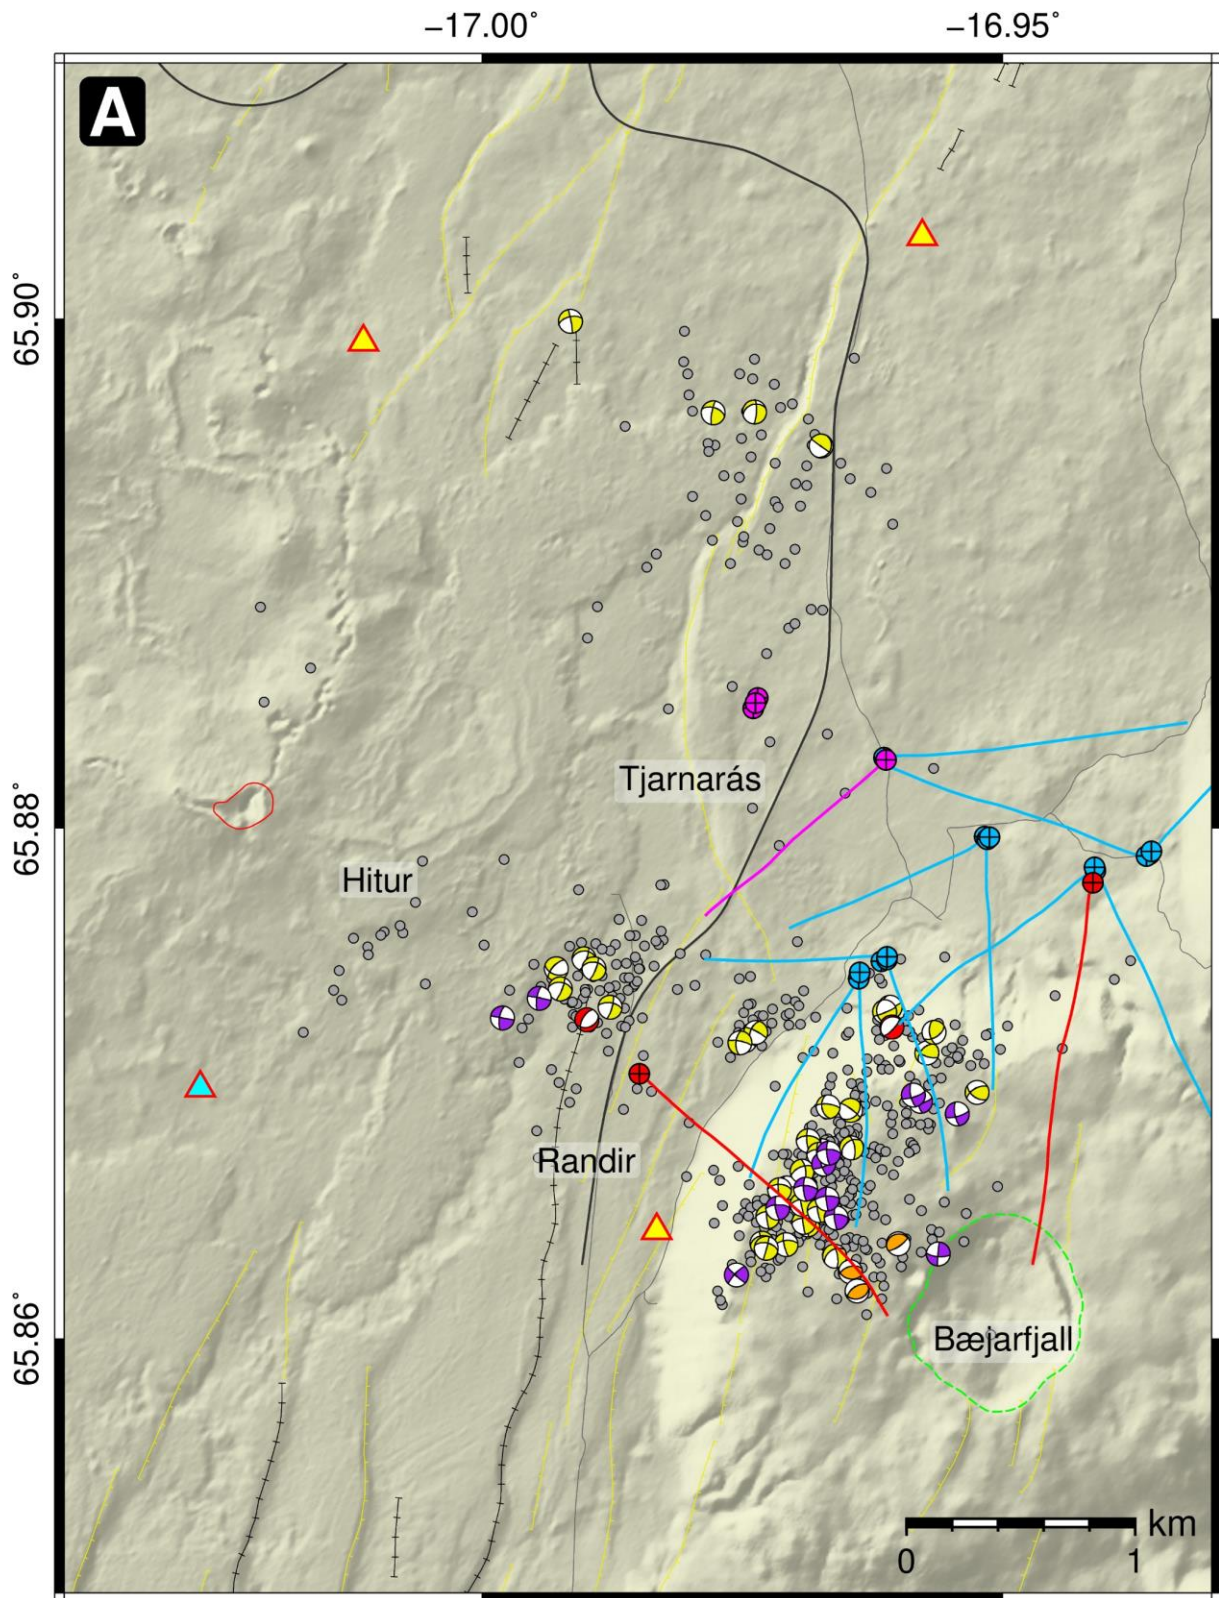 −17.00˚
−16.95˚
A
65.90˚
Tjarnarás
65.88˚
Hitur
Randir
65.86˚
Bæjarfjall
km
0
1